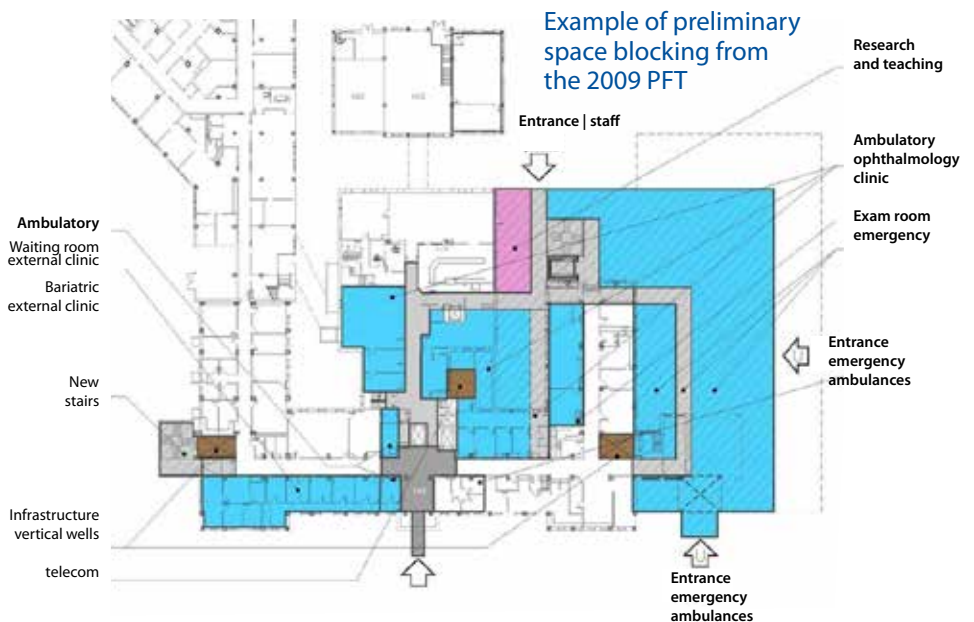 Example of preliminary
space blocking from
the 2009 PFT
Research
and teaching
Entrance | staff
Ambulatory
ophthalmology
clinic
Exam room
emergency
Ambulatory
Waiting room
external clinic
Bariatric
external clinic
Entrance
emergency
ambulances
New
stairs
Infrastructure
vertical wells
telecom
Entrance
emergency
ambulances